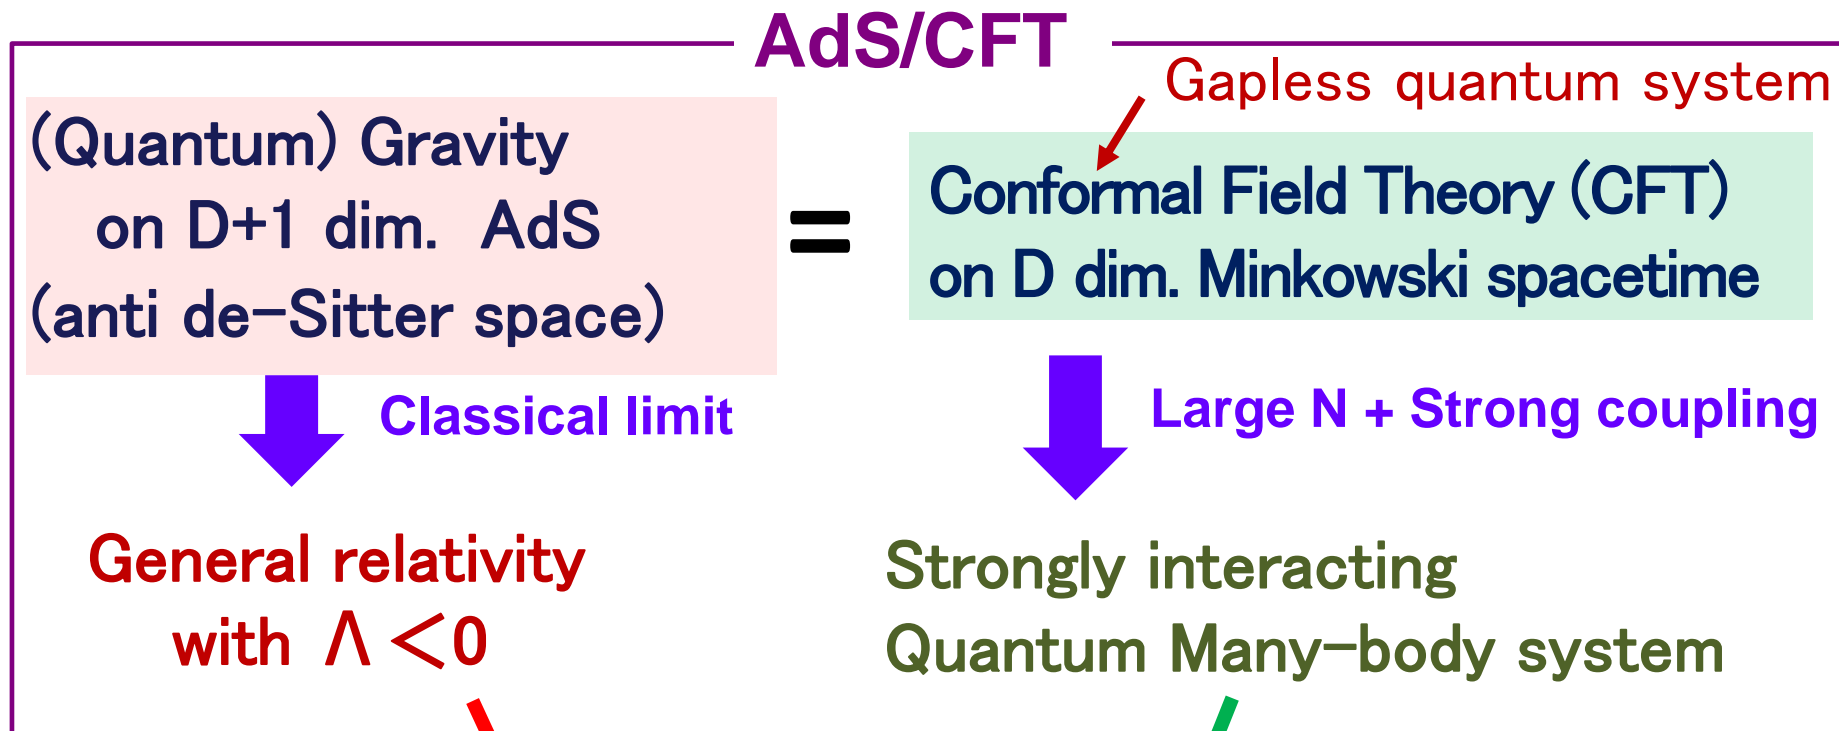 AdS/CFT
Gapless quantum system
(Quantum) Gravity
on D+1 dim. AdS
(anti de-Sitter space)
=
Conformal Field Theory (CFT)
on D dim. Minkowski spacetime
Classical limit
Large N + Strong coupling
General relativity
with Λ <0
Strongly interacting
Quantum Many-body system